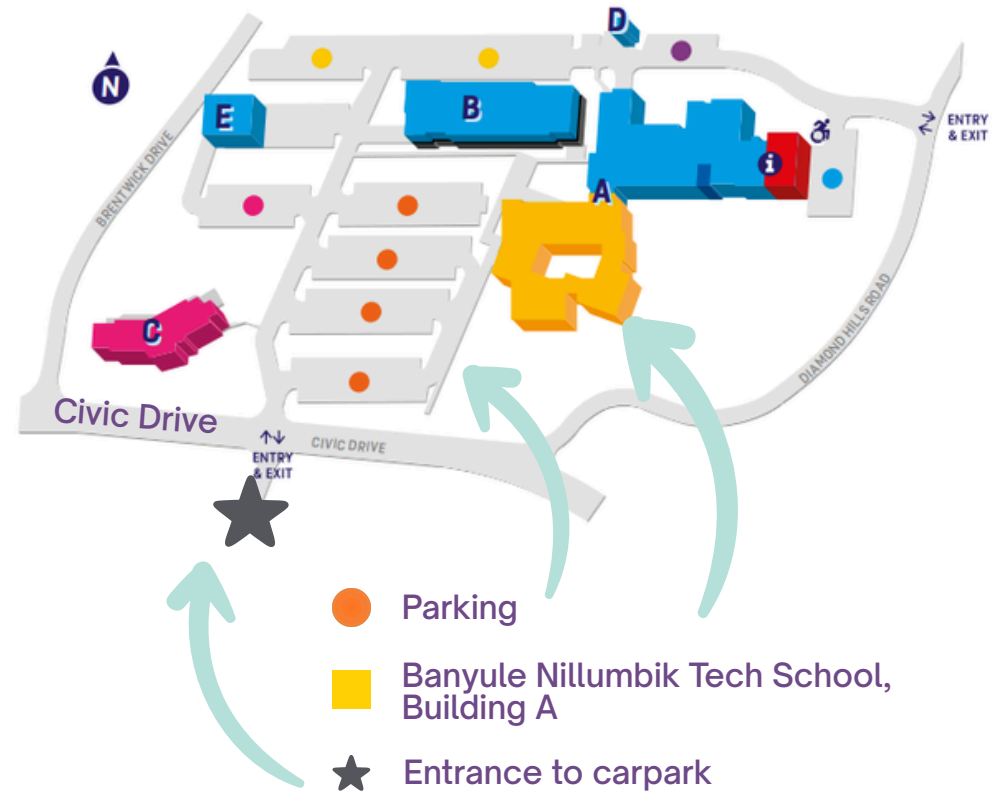 D
N
E
B
ENTRY
& EXIT
i
A
BRENTWICK DRIVE
C
DIAMOND HILLS ROAD
Civic Drive
CIVIC DRIVE
ENTRY
& EXIT
Parking
Banyule Nillumbik Tech School,
Building A
Entrance to carpark